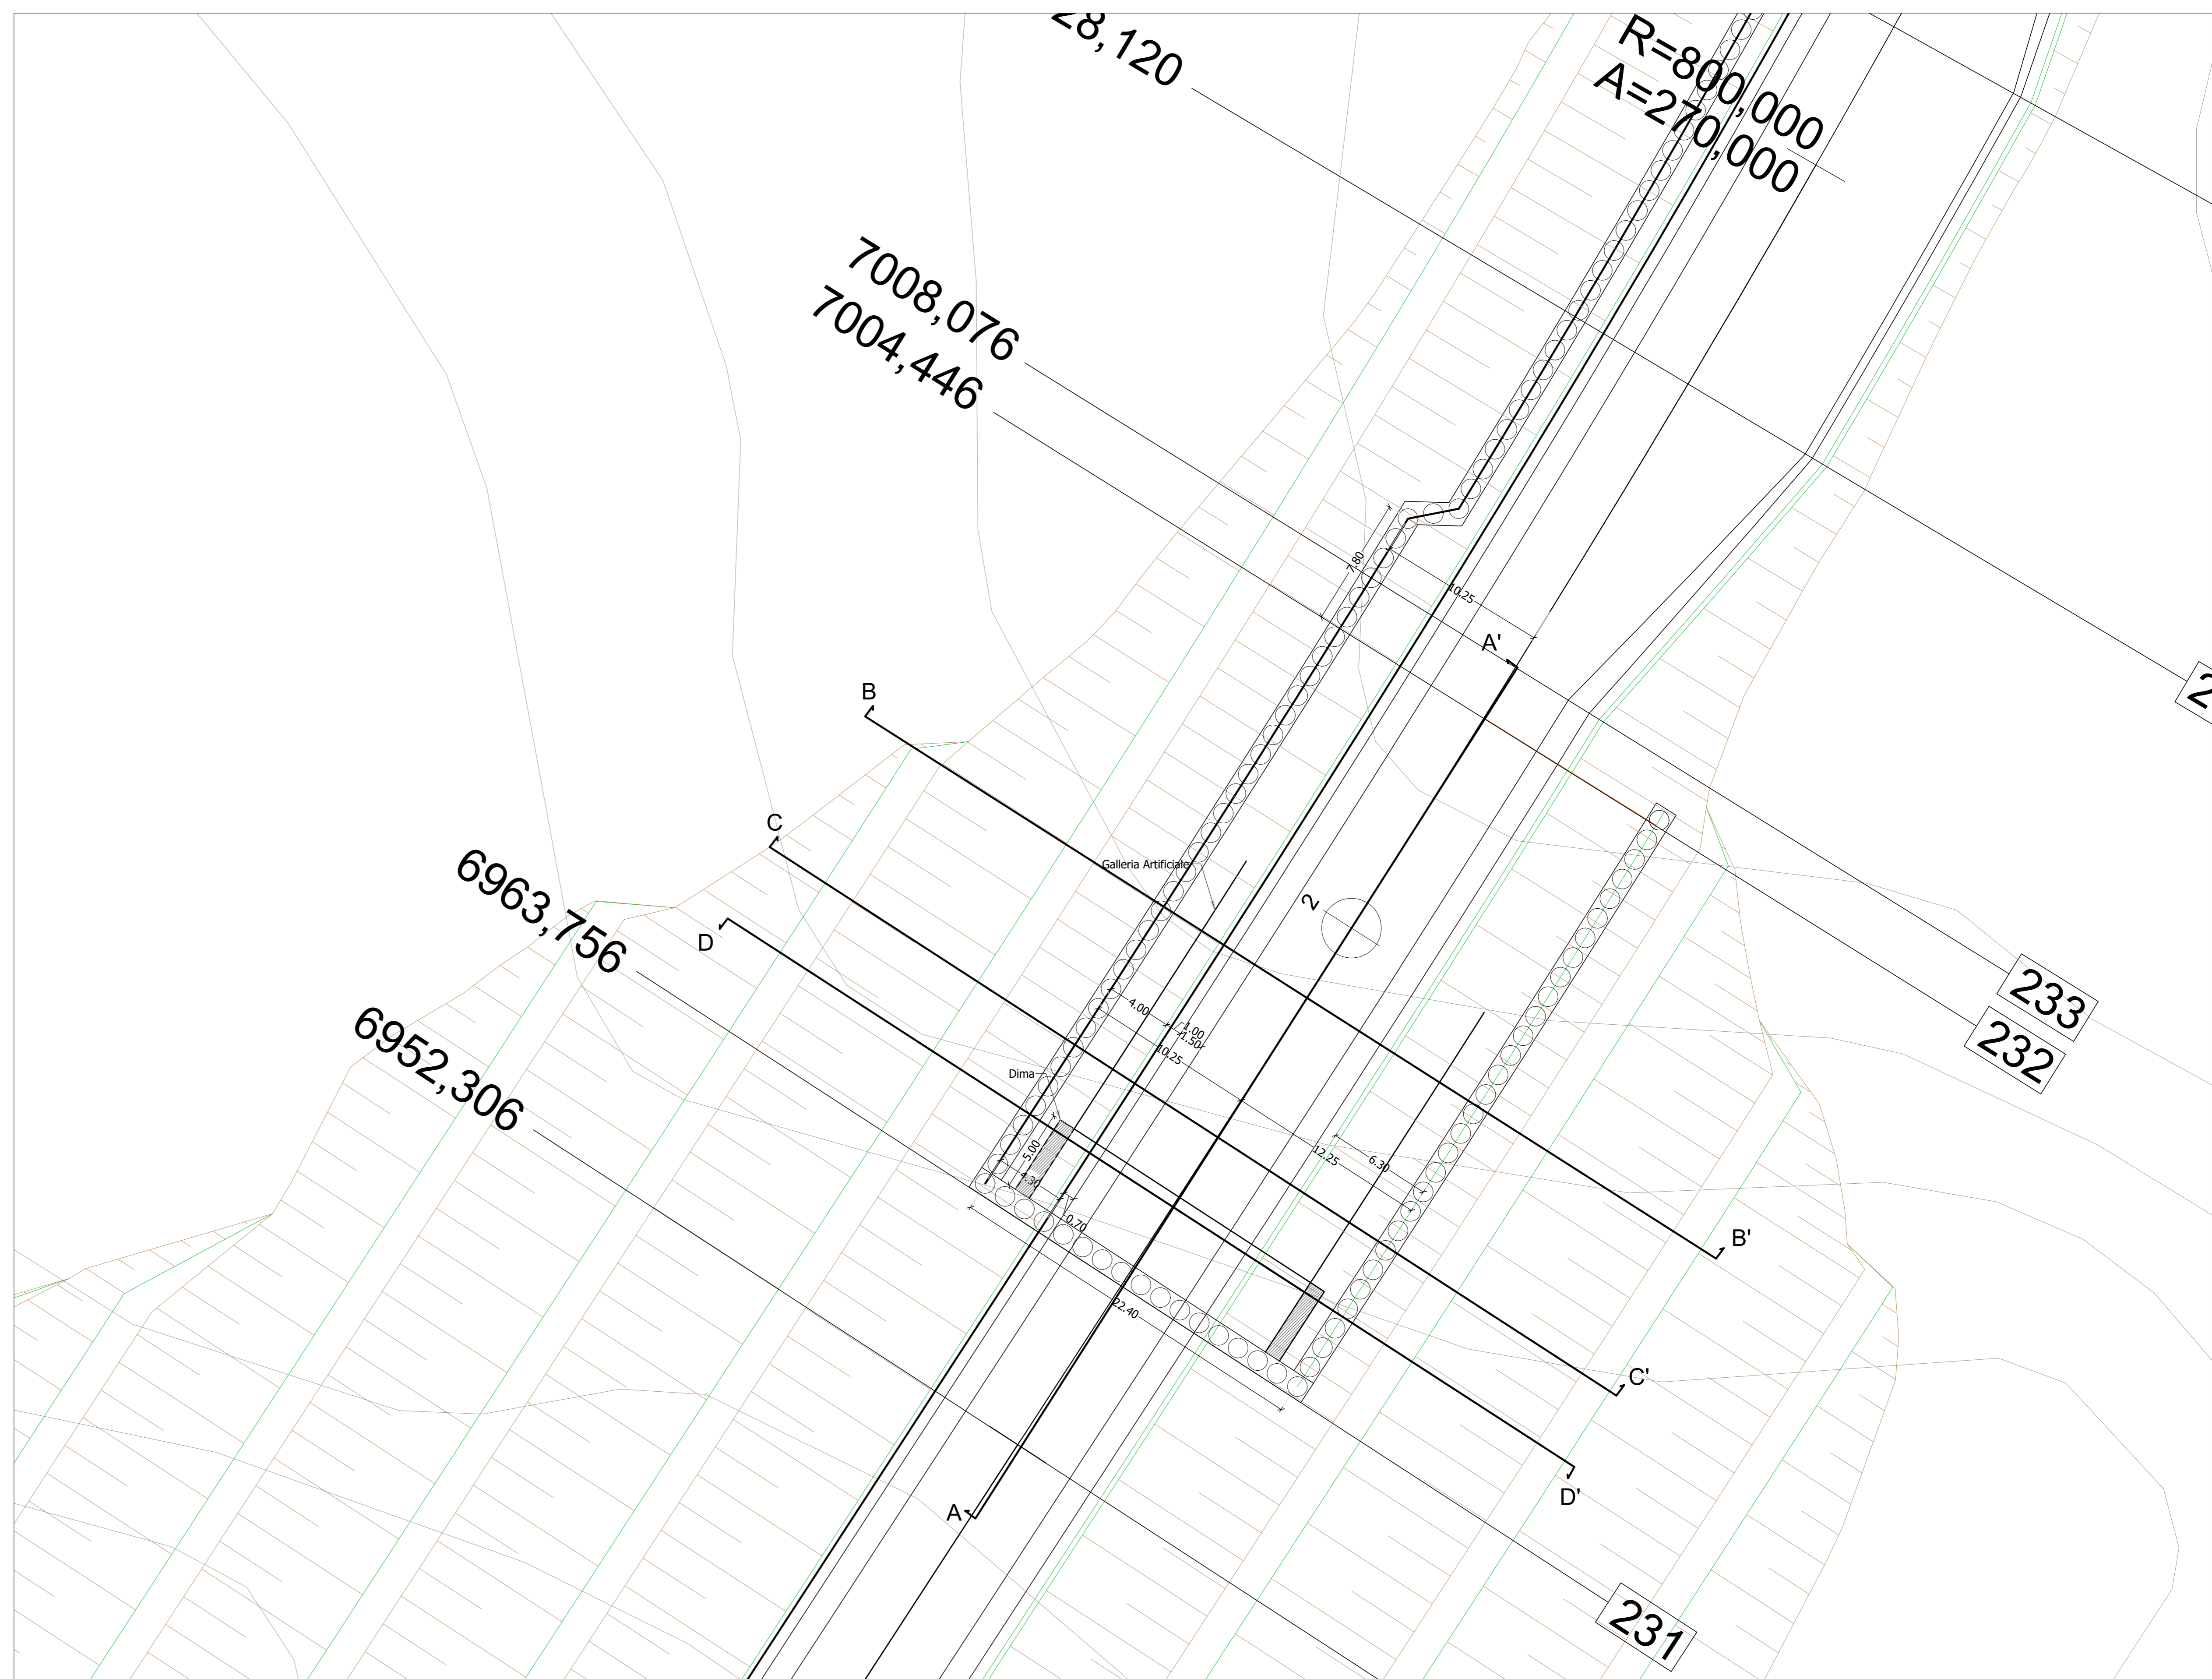 28,120
R=800,000
A=270,000
7008,076
7004,446
7.80
10.25
A'
B
C
Galleria Artificiale
6963,756
D
2
233
4.00
1.00
1.50
10.25
232
6952,306
Dima
5.00
4.30
12.25
6.30
0.70
B'
22.40
C'
D'
A
231